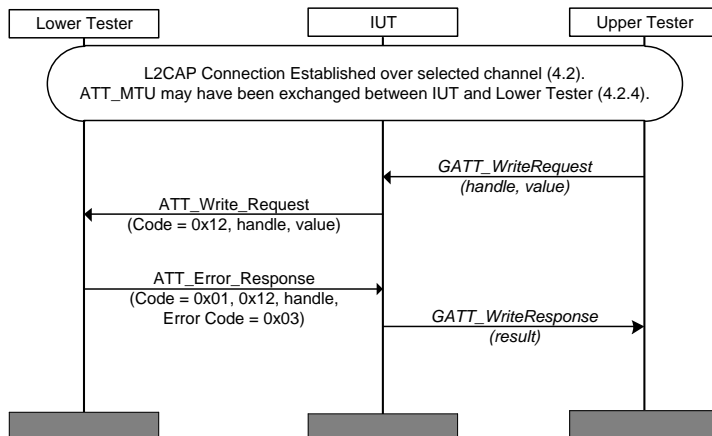 Lower Tester
IUT
Upper Tester
L2CAP Connection Established over selected channel (4.2).
ATT_MTU may have been exchanged between IUT and Lower Tester (4.2.4).
GATT_WriteRequest
(handle, value)
ATT_Write_Request
(Code = 0x12, handle, value)
ATT_Error_Response
(Code = 0x01, 0x12, handle,
Error Code = 0x03)
GATT_WriteResponse
(result)